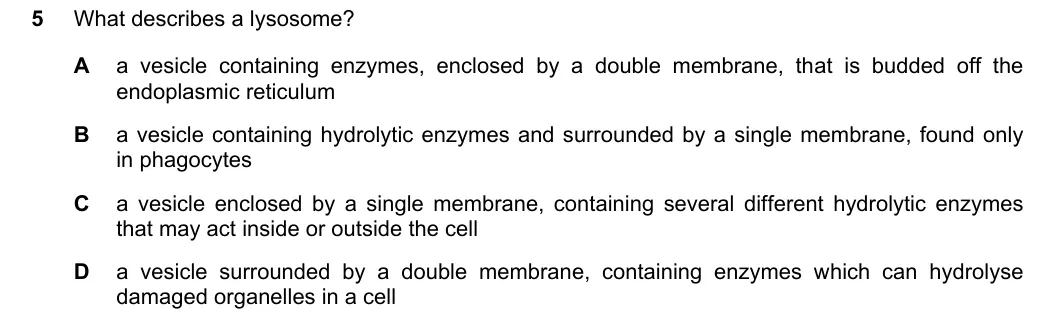 5 What describes a lysosome?
A a vesicle containing enzymes, enclosed by a double membrane, that is budded off the
endoplasmic reticulum
B a vesicle containing hydrolytic enzymes and surrounded by a single membrane, found only
in phagocytes
C a vesicle enclosed by a single membrane, containing several different hydrolytic enzymes
that may act inside or outside the cell
D a vesicle surrounded by a double membrane, containing enzymes which can hydrolyse
damaged organelles in a cell